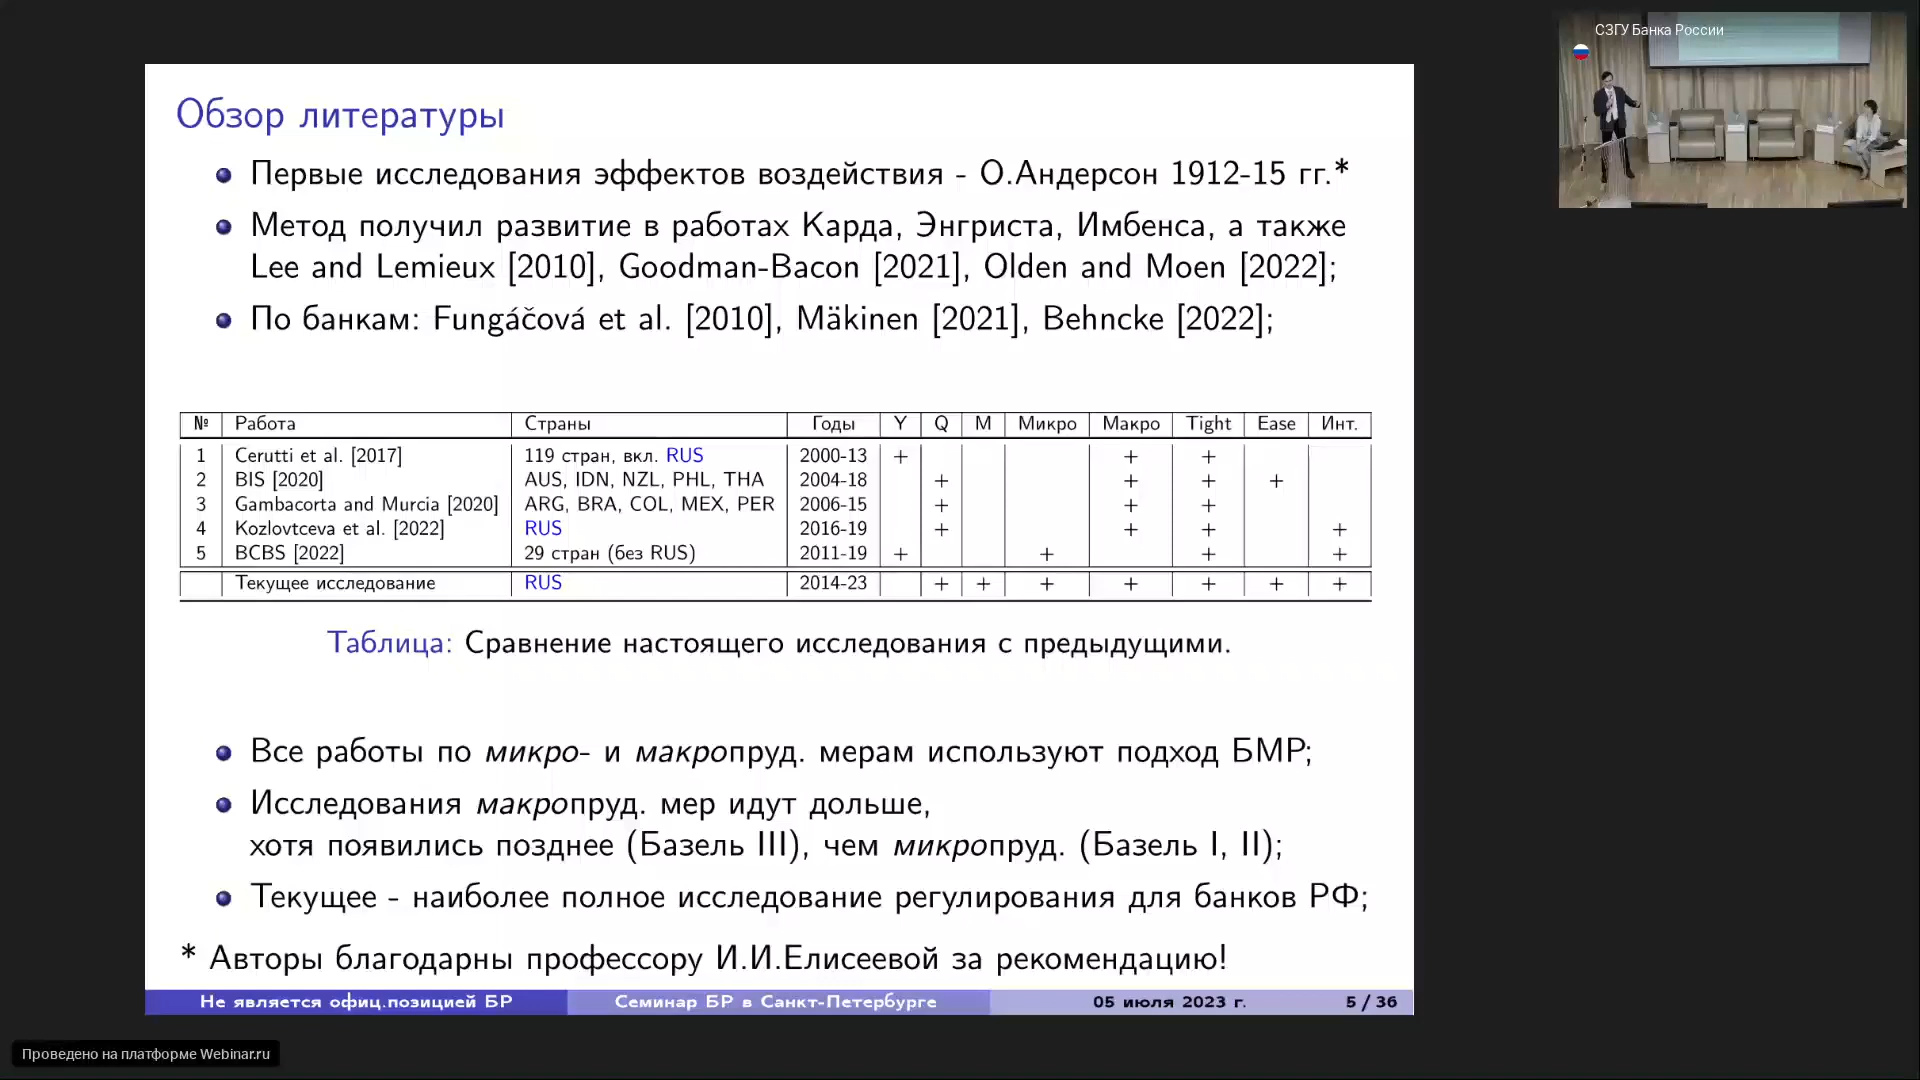 СЗГУ Банка России
Обзор литературы
Первые исследования эффектов воздействия - О.Андерсон 1912-15 гг.*
Метод получил развитие в работах Карда, Энгриста, Имбенса, а также
Lee and Lemieux [2010], Goodman-Bacon [2021], Olden and Moen [2022];
По банкам: Fungáčová et al. [2010], Mäkinen [2021], Behncke [2022];
№ Работа Страны Годы Y Q M Микро Макро Tight Ease Инт.
1 Cerutti et al. [2017] 119 стран, вкл. RUS 2000-13 + + +
2 BIS [2020] AUS, IDN, NZL, PHL, THA 2004-18 + + + +
3 Gambacorta and Murcia [2020] ARG, BRA, COL, MEX, PER 2006-15 + + +
4 Kozlovtceva et al. [2022] RUS 2016-19 + + + +
5 BCBS [2022] 29 стран (без RUS) 2011-19 + + + +
Текущее исследование RUS 2014-23 + + + + + + +
Таблица: Сравнение настоящего исследования с предыдущими.
Все работы по микро- и макропруд. мерам используют подход БМР;
Исследования макропруд. мер идут дольше,
хотя появились позднее (Базель III), чем микропруд. (Базель I, II);
Текущее - наиболее полное исследование регулирования для банков РФ;
* Авторы благодарны профессору И.И.Елисеевой за рекомендацию!
Не является офиц.позицией БР Семинар БР в Санкт-Петербурге 05 июля 2023 г. 5 / 36
Проведено на платформе Webinar.ru